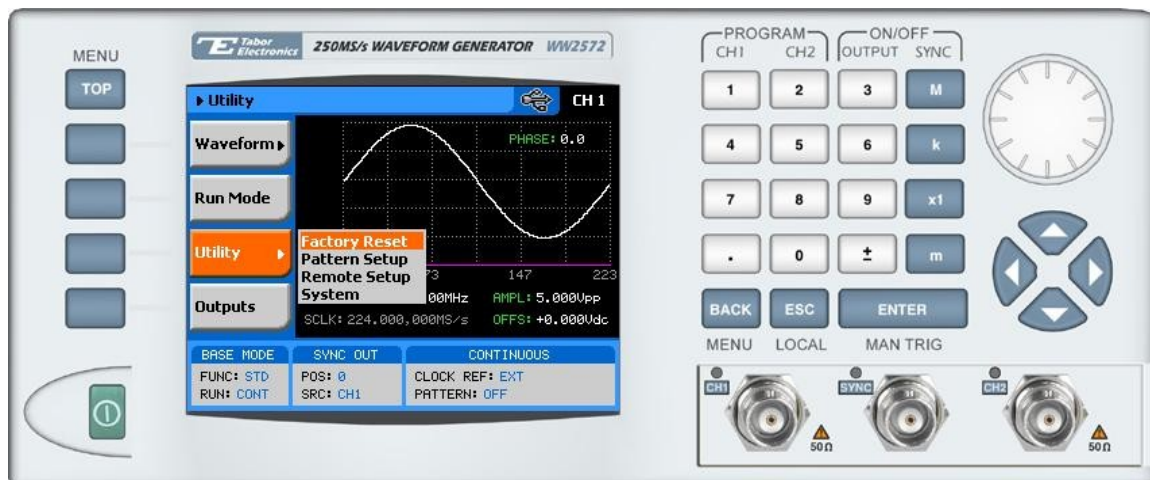 MENU
TOP
Tabor
Electronics
250MS/s WAVEFORM GENERATOR WW2572
Utility CH 1
Waveform
Run Mode
Utility
Outputs
PHASE: 0.0
Factory Reset
Pattern Setup
Remote Setup
System
73 147 223
00MHz AMPL: 5.000Vpp
SCLK: 224.000,000MS/s OFFS: +0.000Vdc
BASE MODE SYNC OUT CONTINUOUS
FUNC: STD POS: 0 CLOCK REF: EXT
RUN: CONT SRC: CH1 PATTERN: OFF
PROGRAM ON/OFF
CH1 CH2 OUTPUT SYNC
1 2 3 M
4 5 6 k
7 8 9 x1
. 0 ± m
BACK ESC ENTER
MENU LOCAL MAN TRIG
CH1 SYNC CH2
50Ω 50Ω